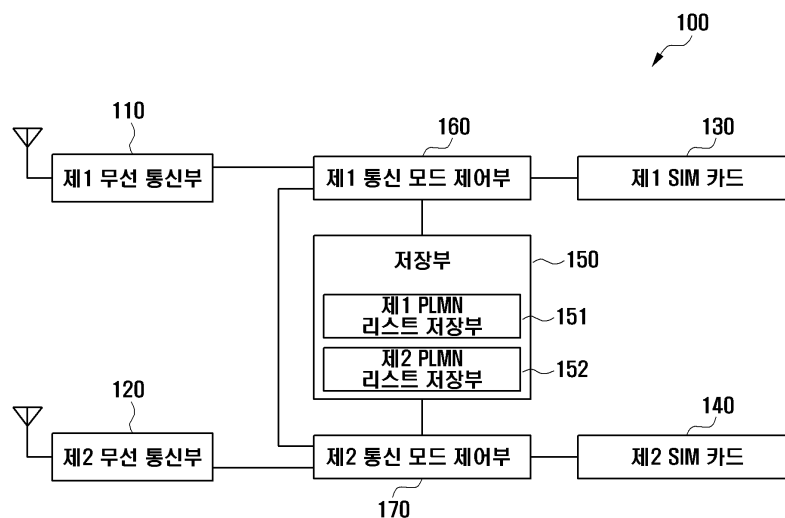 100
110
160
130
제1 무선 통신부
제1 통신 모드 제어부
제1 SIM 카드
저장부
150
제1 PLMN
리스트 저장부
151
제2 PLMN
리스트 저장부
152
120
140
제2 무선 통신부
제2 통신 모드 제어부
제2 SIM 카드
170